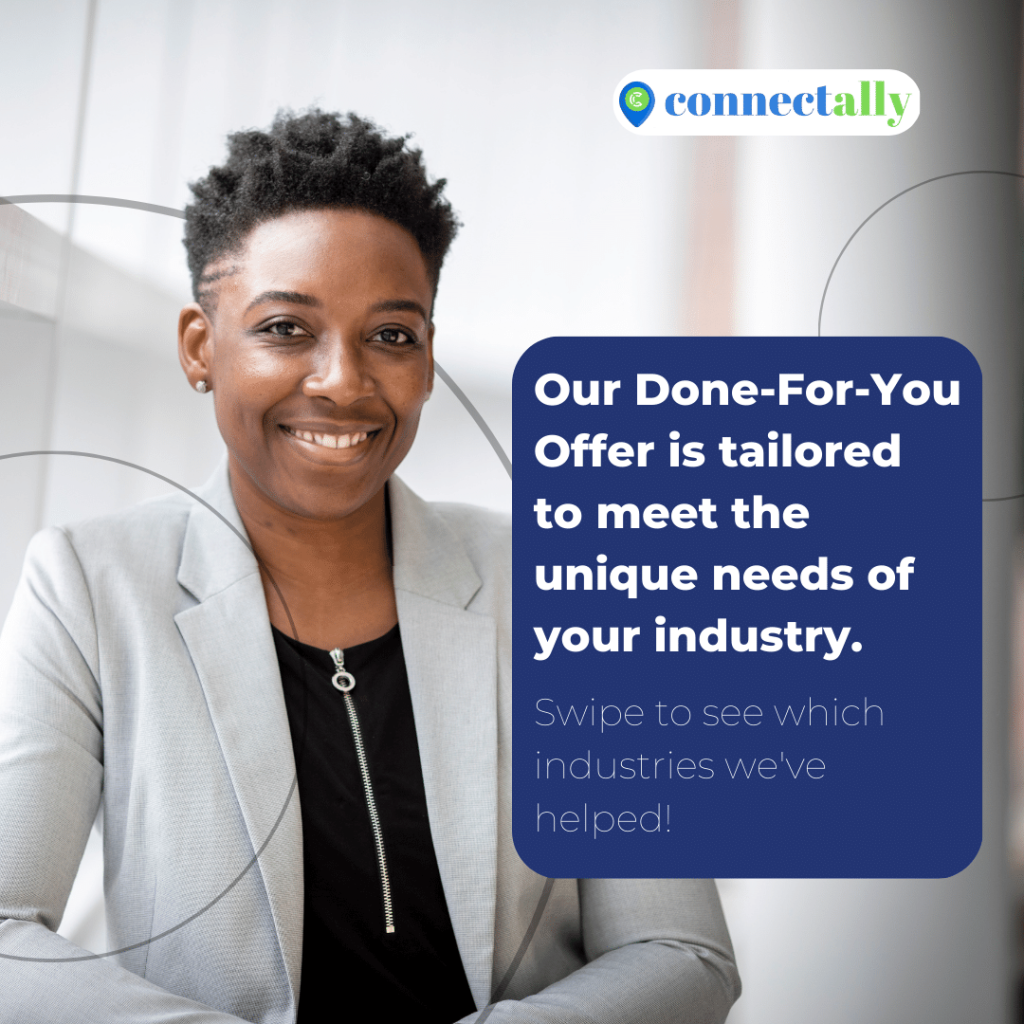 connectally
Our Done-For-You
Offer is tailored
to meet the
unique needs of
your industry.
Swipe to see which
industries we've
helped!